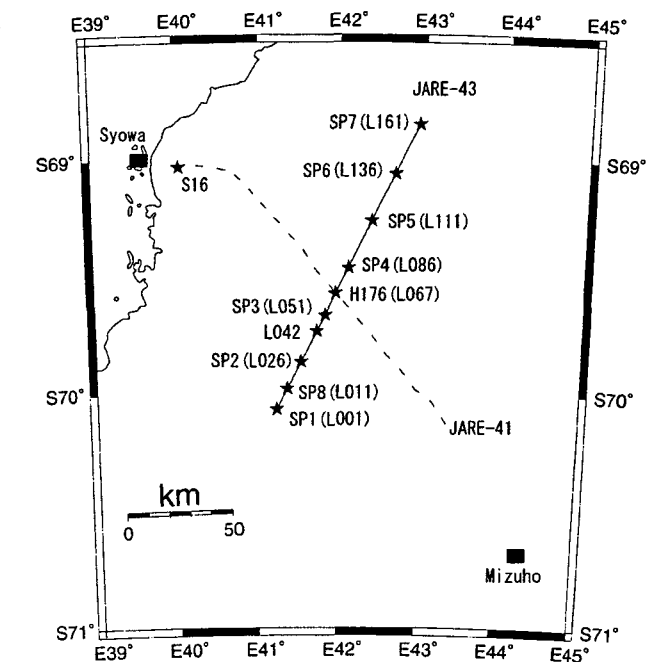 E39° E40° E41° E42° E43° E44° E45°
JARE-43
SP7(L161)
Syowa
S69° S69°
SP6(L136)
S16
SP5(L111)
SP4(L086)
H176(L067)
SP3(L051)
L042
SP2(L026)
SP8(L011)
S70° S70°
SP1(L001)
JARE-41
km
0 50
Mizuho
S71° S71°
E39° E40° E41° E42° E43° E44° E45°